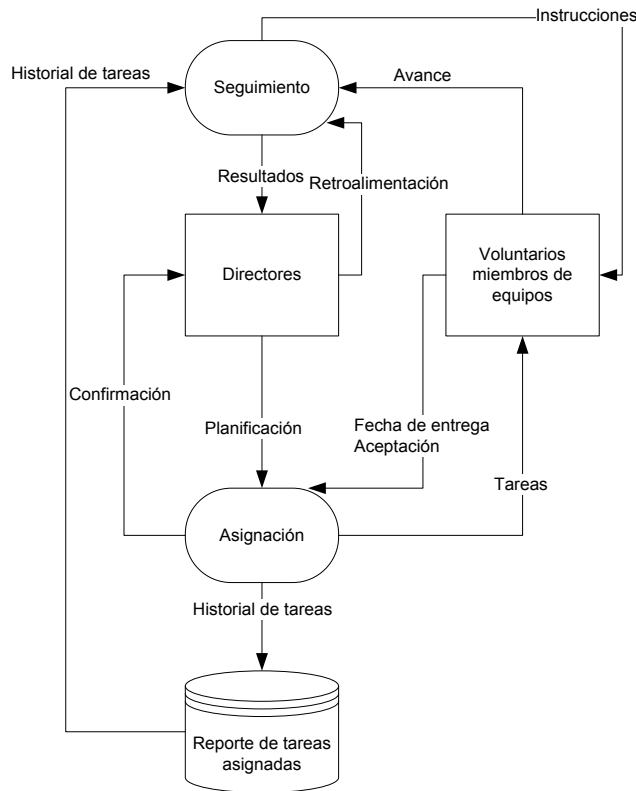 Instrucciones
Historial de tareas
Avance
Seguimiento
Resultados
Retroalimentación
Directores
Voluntarios
miembros de
equipos
Confirmación
Planificación
Fecha de entrega
Aceptación
Tareas
Asignación
Historial de tareas
Reporte de tareas
asignadas